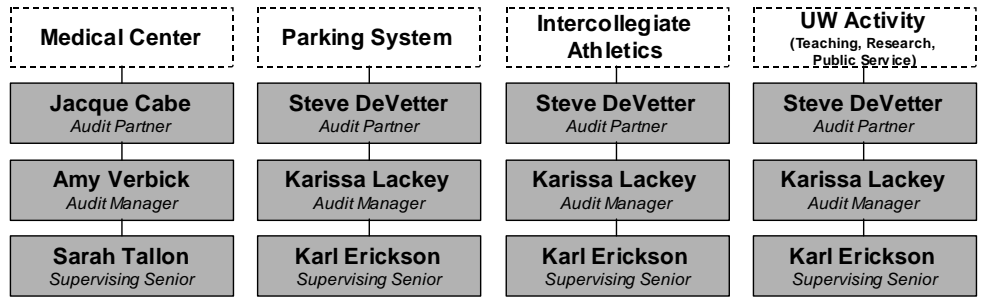 Medical Center
Jacque Cabe
Audit Partner
Amy Verbick
Audit Manager
Sarah Tallon
Supervising Senior
Parking System
Steve DeVetter
Audit Partner
Karissa Lackey
Audit Manager
Karl Erickson
Supervising Senior
Intercollegiate
Athletics
Steve DeVetter
Audit Partner
Karissa Lackey
Audit Manager
Karl Erickson
Supervising Senior
UW Activity
(Teaching, Research,
Public Service)
Steve DeVetter
Audit Partner
Karissa Lackey
Audit Manager
Karl Erickson
Supervising Senior